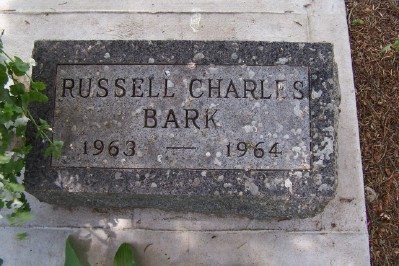 RUSSELL CHARLES
BARK
1963 — 1964